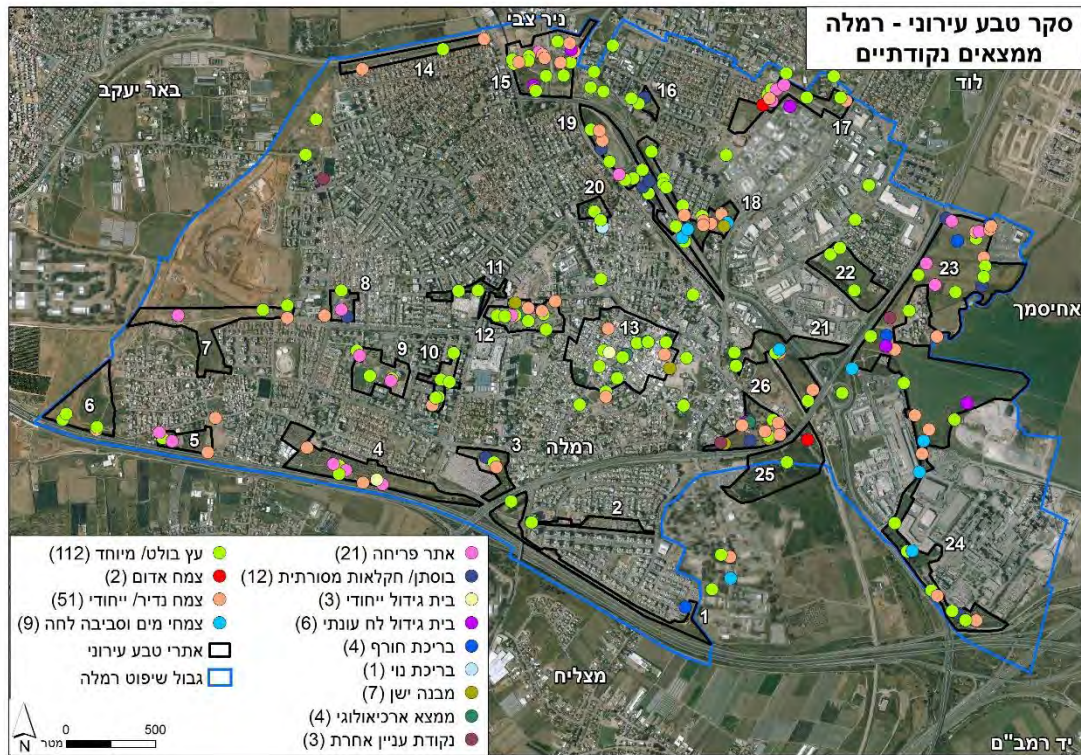 סקר טבע עירוני - רמלה
ממצאים נקודתיים
ניר צבי
באר יעקב
לוד
אחיסמך
רמלה
מצליח
יד רמב"ם
14
15
16
17
19
20
18
22
23
21
8
11
12
13
7
9
10
26
6
5
4
3
2
25
24
1
עץ בולט/ מיוחד (112)
צמח אדום (2)
צמח נדיר/ ייחודי (51)
צמחי מים וסביבה לחה (9)
אתרי טבע עירוני
גבול שיפוט רמלה
אתר פריחה (21)
בוסתן/ חקלאות מסורתית (12)
בית גידול ייחודי (3)
בית גידול לח עונתי (6)
בריכת חורף (4)
בריכת נוי (1)
מבנה ישן (7)
ממצא ארכיאולוגי (4)
נקודת עניין אחרת (3)
0 500
מטר
N